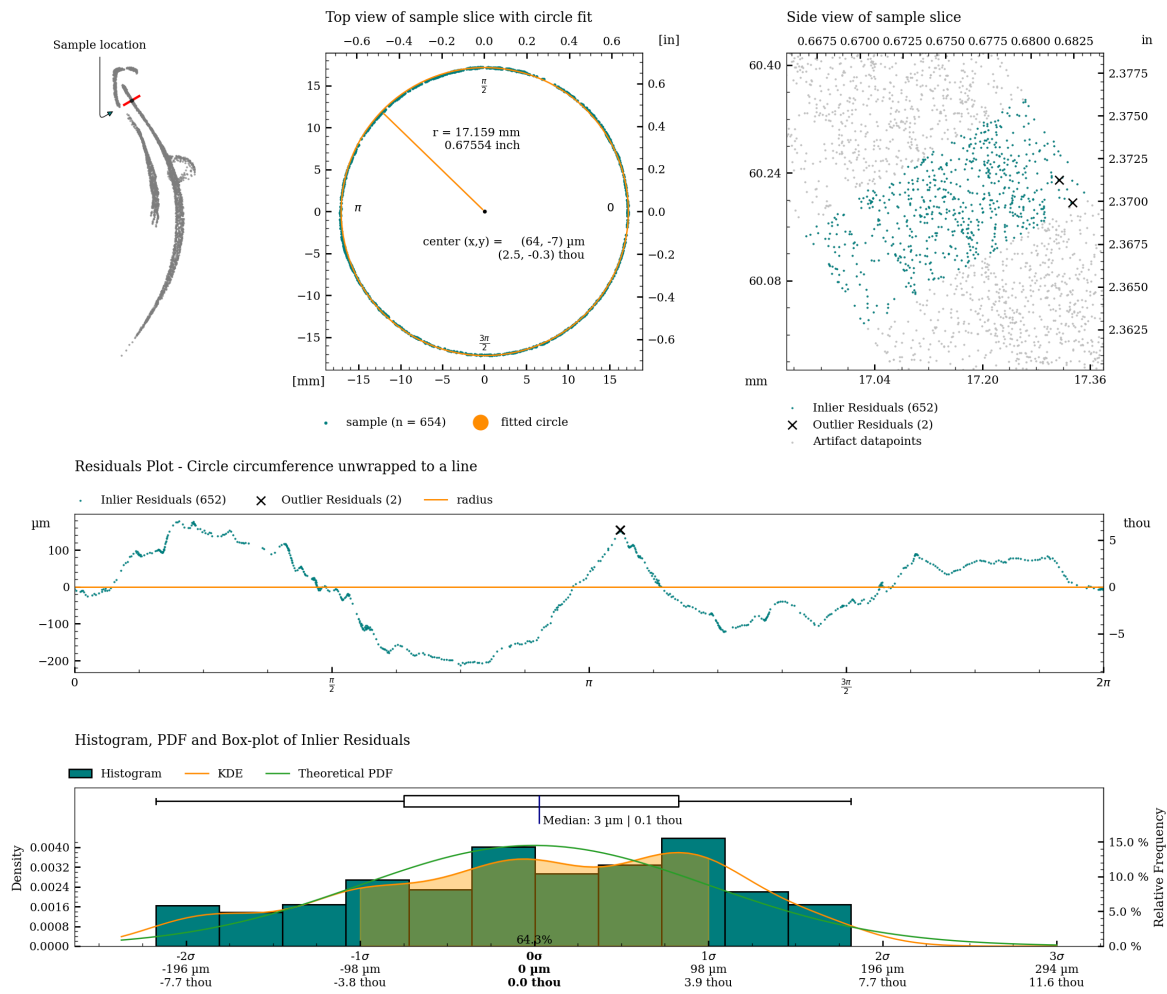 Top view of sample slice with circle fit
Side view of sample slice
Sample location
−0.6 −0.4 −0.2 0.0 0.2 0.4 0.6 [in]
0.6675 0.6700 0.6725 0.6750 0.6775 0.6800 0.6825 in
15
10
5
0
−5
−10
−15
0.6
0.4
0.2
0.0
−0.2
−0.4
−0.6
π/2
r = 17.159 mm
0.67554 inch
π
0
center (x,y) = (64, -7) µm
(2.5, -0.3) thou
3π/2
[mm] −15 −10 −5 0 5 10 15
sample (n = 654) fitted circle
60.40
60.24
60.08
2.3775
2.3750
2.3725
2.3700
2.3675
2.3650
2.3625
mm 17.04 17.20 17.36
Inlier Residuals (652)
Outlier Residuals (2)
Artifact datapoints
Residuals Plot - Circle circumference unwrapped to a line
Inlier Residuals (652) Outlier Residuals (2) radius
µm
thou
100
0
−100
−200
5
0
−5
0 π/2 π 3π/2 2π
Histogram, PDF and Box-plot of Inlier Residuals
Histogram KDE Theoretical PDF
Median: 3 µm | 0.1 thou
Density
0.0040
0.0032
0.0024
0.0016
0.0008
0.0000
Relative Frequency
15.0 %
10.0 %
5.0 %
0.0 %
64.3%
-2σ -1σ 0σ 1σ 2σ 3σ
-196 µm -98 µm 0 µm 98 µm 196 µm 294 µm
-7.7 thou -3.8 thou 0.0 thou 3.9 thou 7.7 thou 11.6 thou